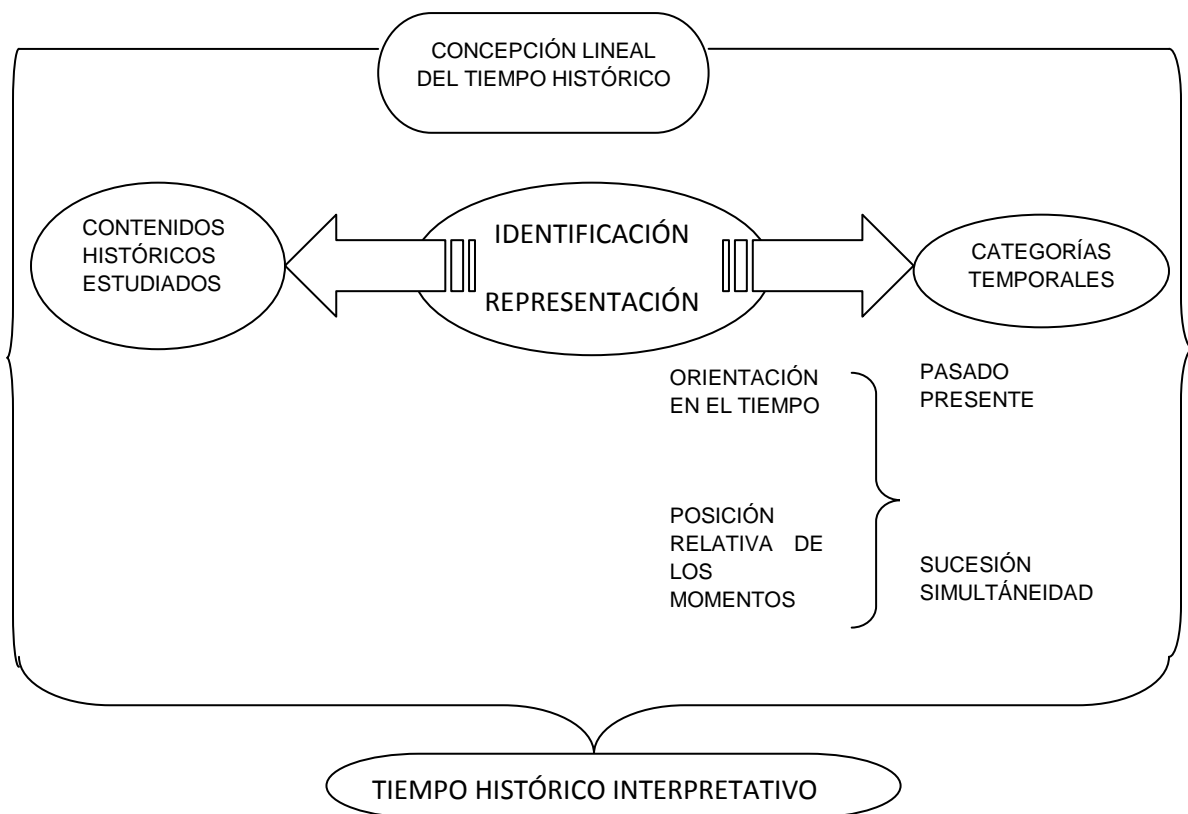 CONCEPCIÓN LINEAL
DEL TIEMPO HISTÓRICO
CONTENIDOS
HISTÓRICOS
ESTUDIADOS
IDENTIFICACIÓN
REPRESENTACIÓN
CATEGORÍAS
TEMPORALES
ORIENTACIÓN
EN EL TIEMPO
PASADO
PRESENTE
POSICIÓN
RELATIVA DE
LOS
MOMENTOS
SUCESIÓN
SIMULTÁNEIDAD
TIEMPO HISTÓRICO INTERPRETATIVO